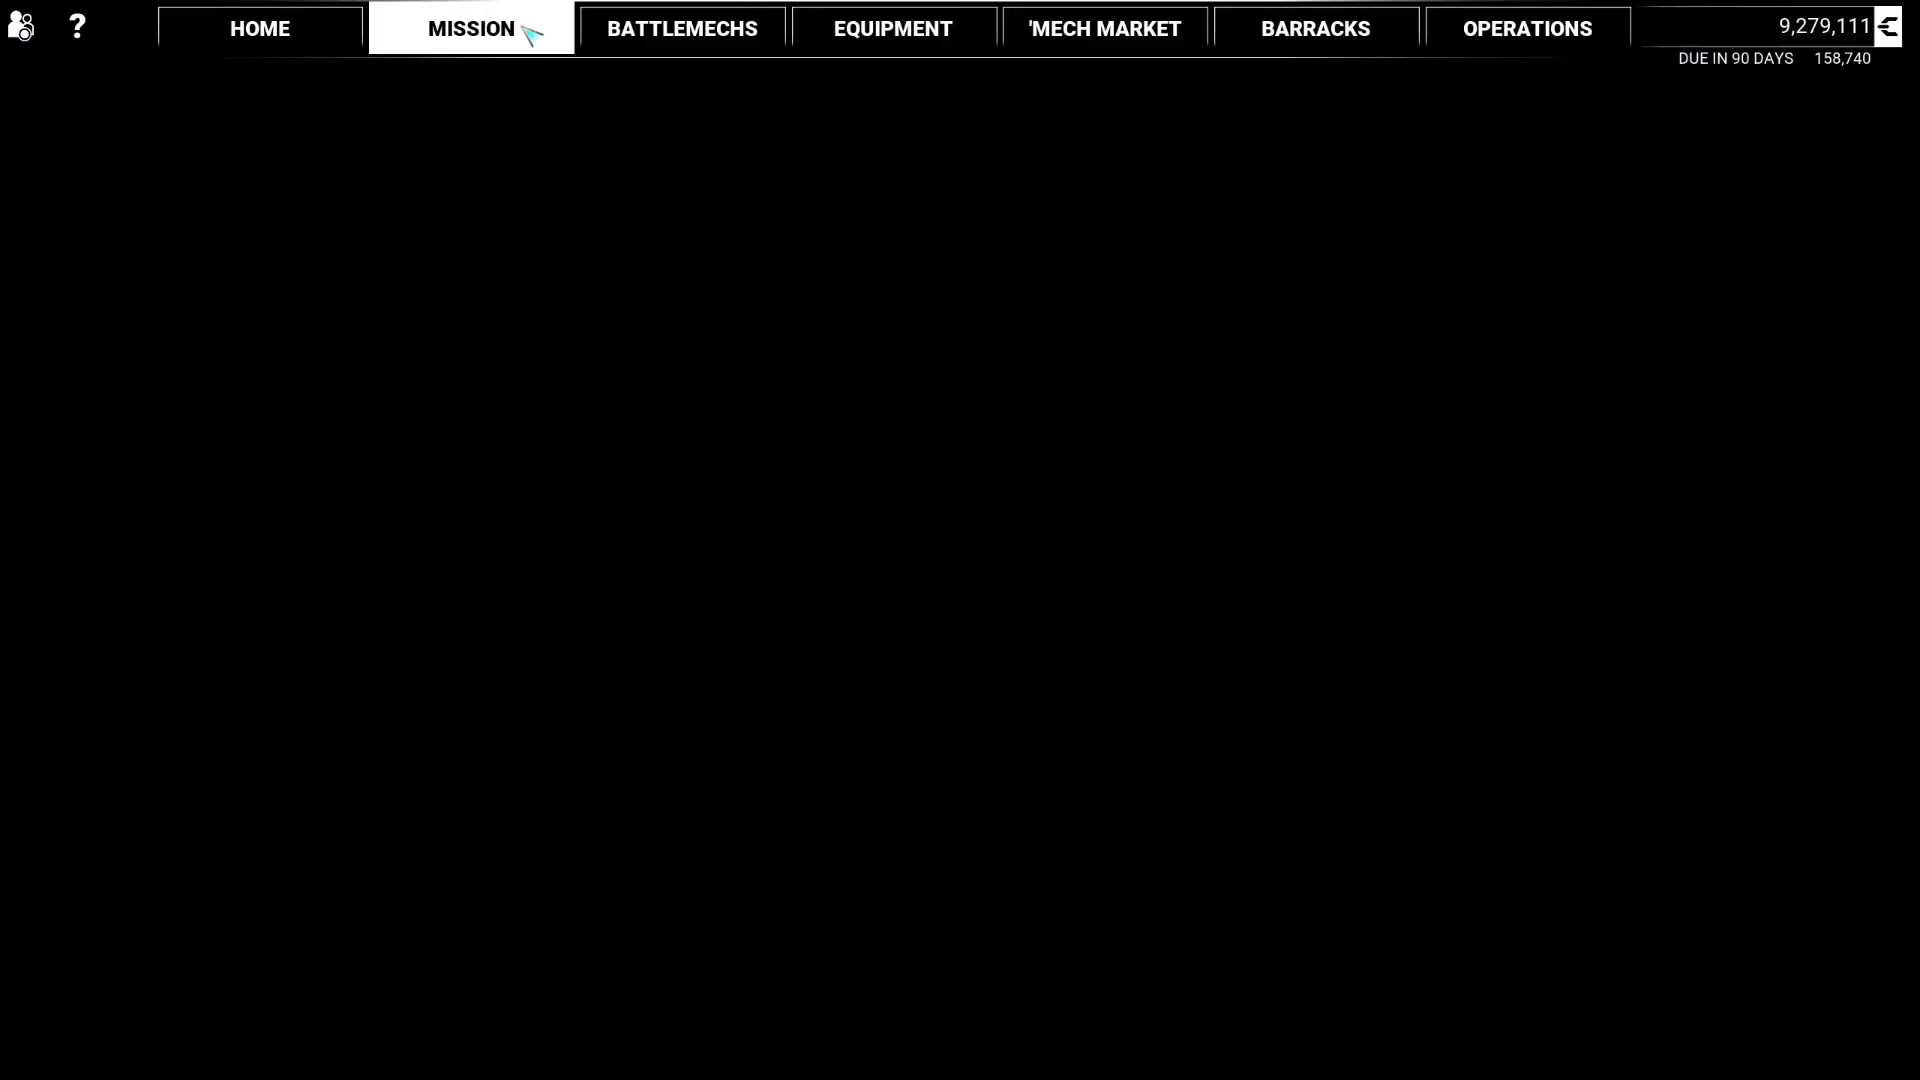 ?
HOME
MISSION
BATTLEMECHS
EQUIPMENT
'MECH MARKET
BARRACKS
OPERATIONS
9,279,111
DUE IN 90 DAYS 158,740